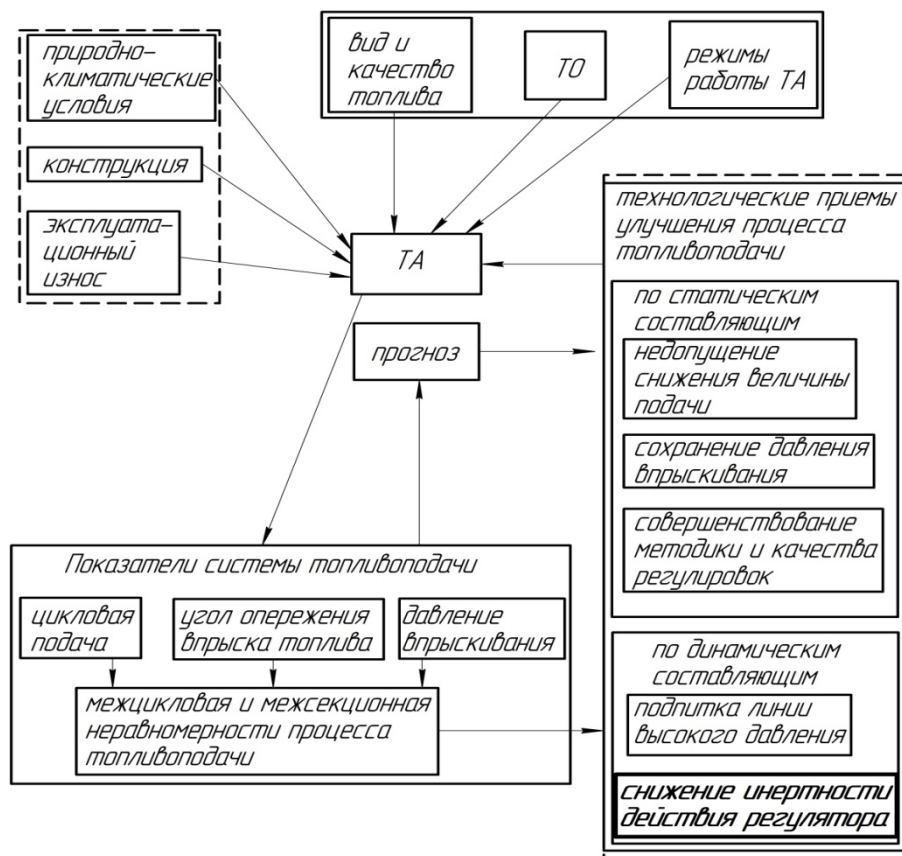 природно-
климатические
условия
конструкция
эксплуата-
ционный
износ
вид и
качество
топлива
ТО
режимы
работы ТА
ТА
прогноз
технологические приемы
улучшения процесса
топливоподачи
по статическим
составляющим
недопущение
снижения величины
подачи
сохранение давления
впрыскивания
совершенствование
методики и качества
регулировок
по динамическим
составляющим
подпитка линии
высокого давления
снижение инертности
действия регулятора
Показатели системы топливоподачи
цикловая
подача
угол опережения
впрыска топлива
давление
впрыскивания
межцикловая и межсекционная
неравномерности процесса
топливоподачи